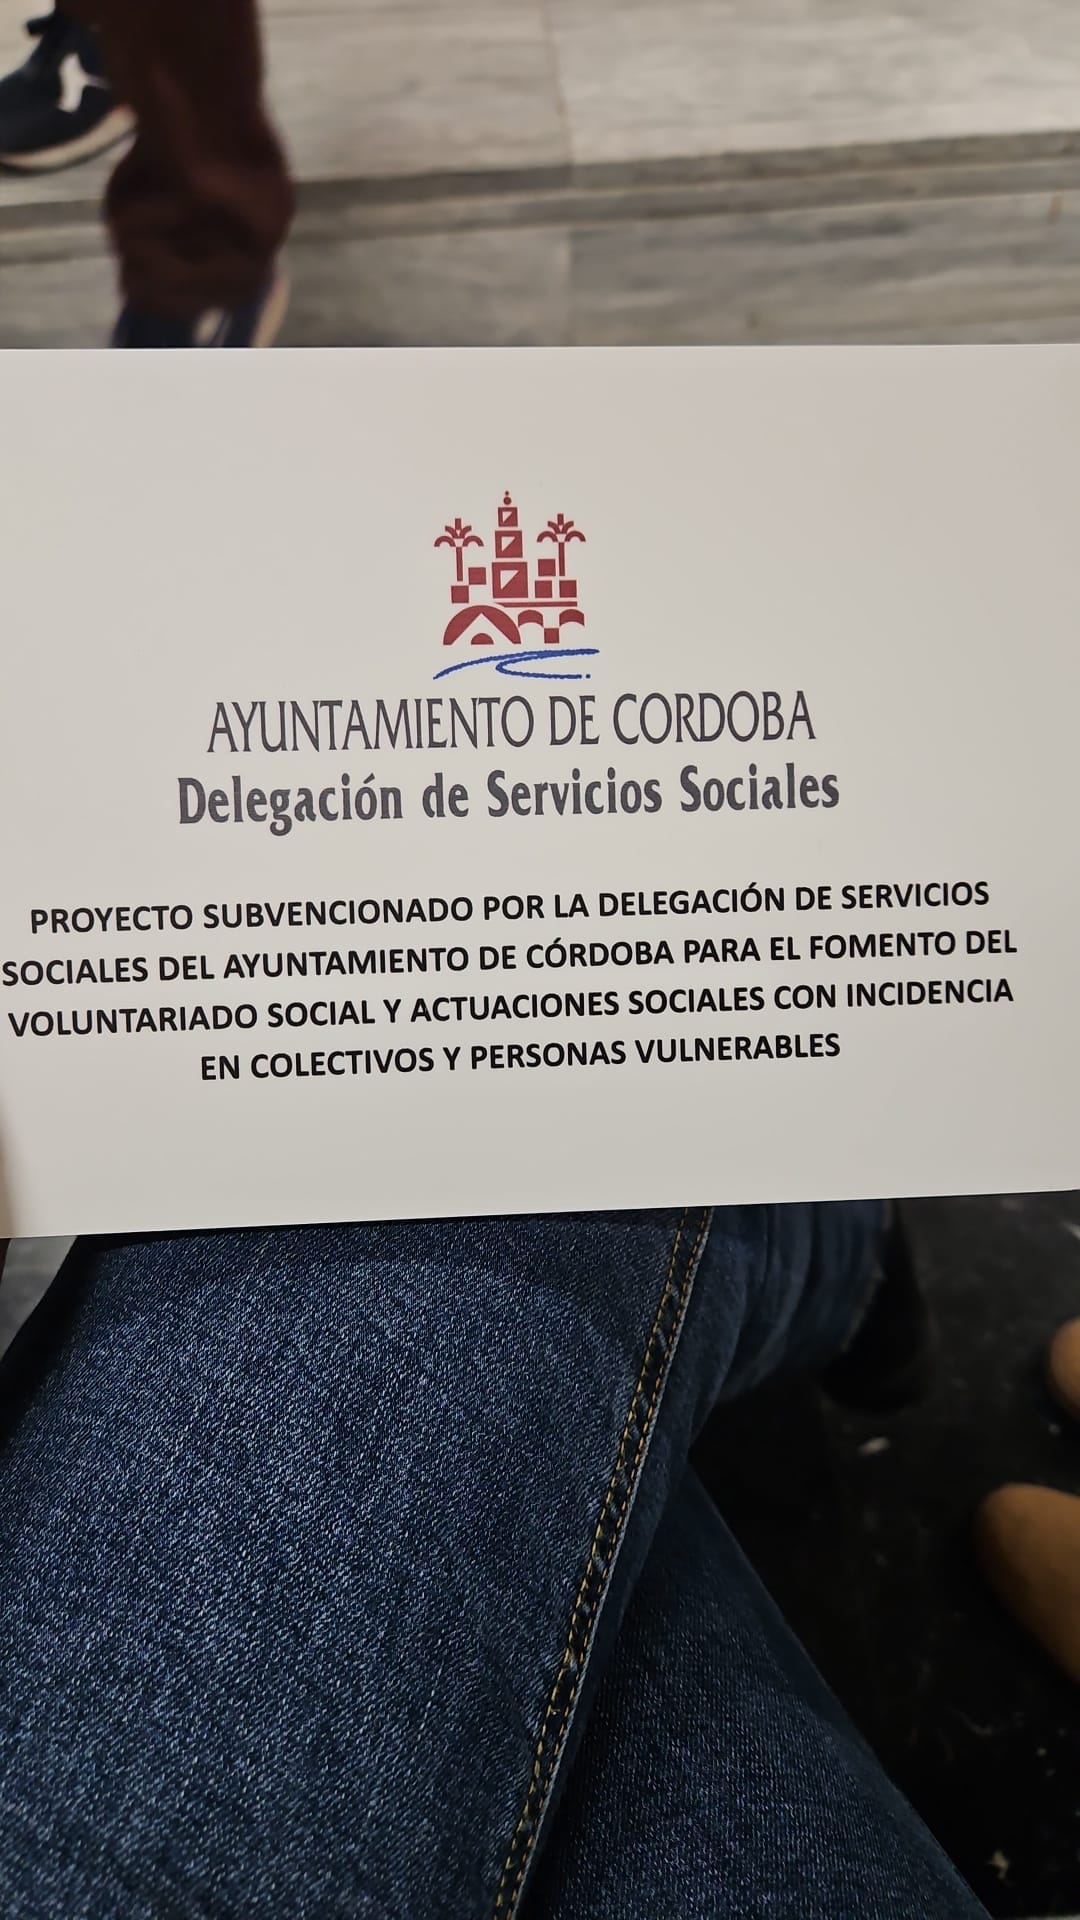 AYUNTAMIENTO DE CORDOBA
Delegación de Servicios Sociales
PROYECTO SUBVENCIONADO POR LA DELEGACIÓN DE SERVICIOS
SOCIALES DEL AYUNTAMIENTO DE CÓRDOBA PARA EL FOMENTO DEL
VOLUNTARIADO SOCIAL Y ACTUACIONES SOCIALES CON INCIDENCIA
EN COLECTIVOS Y PERSONAS VULNERABLES